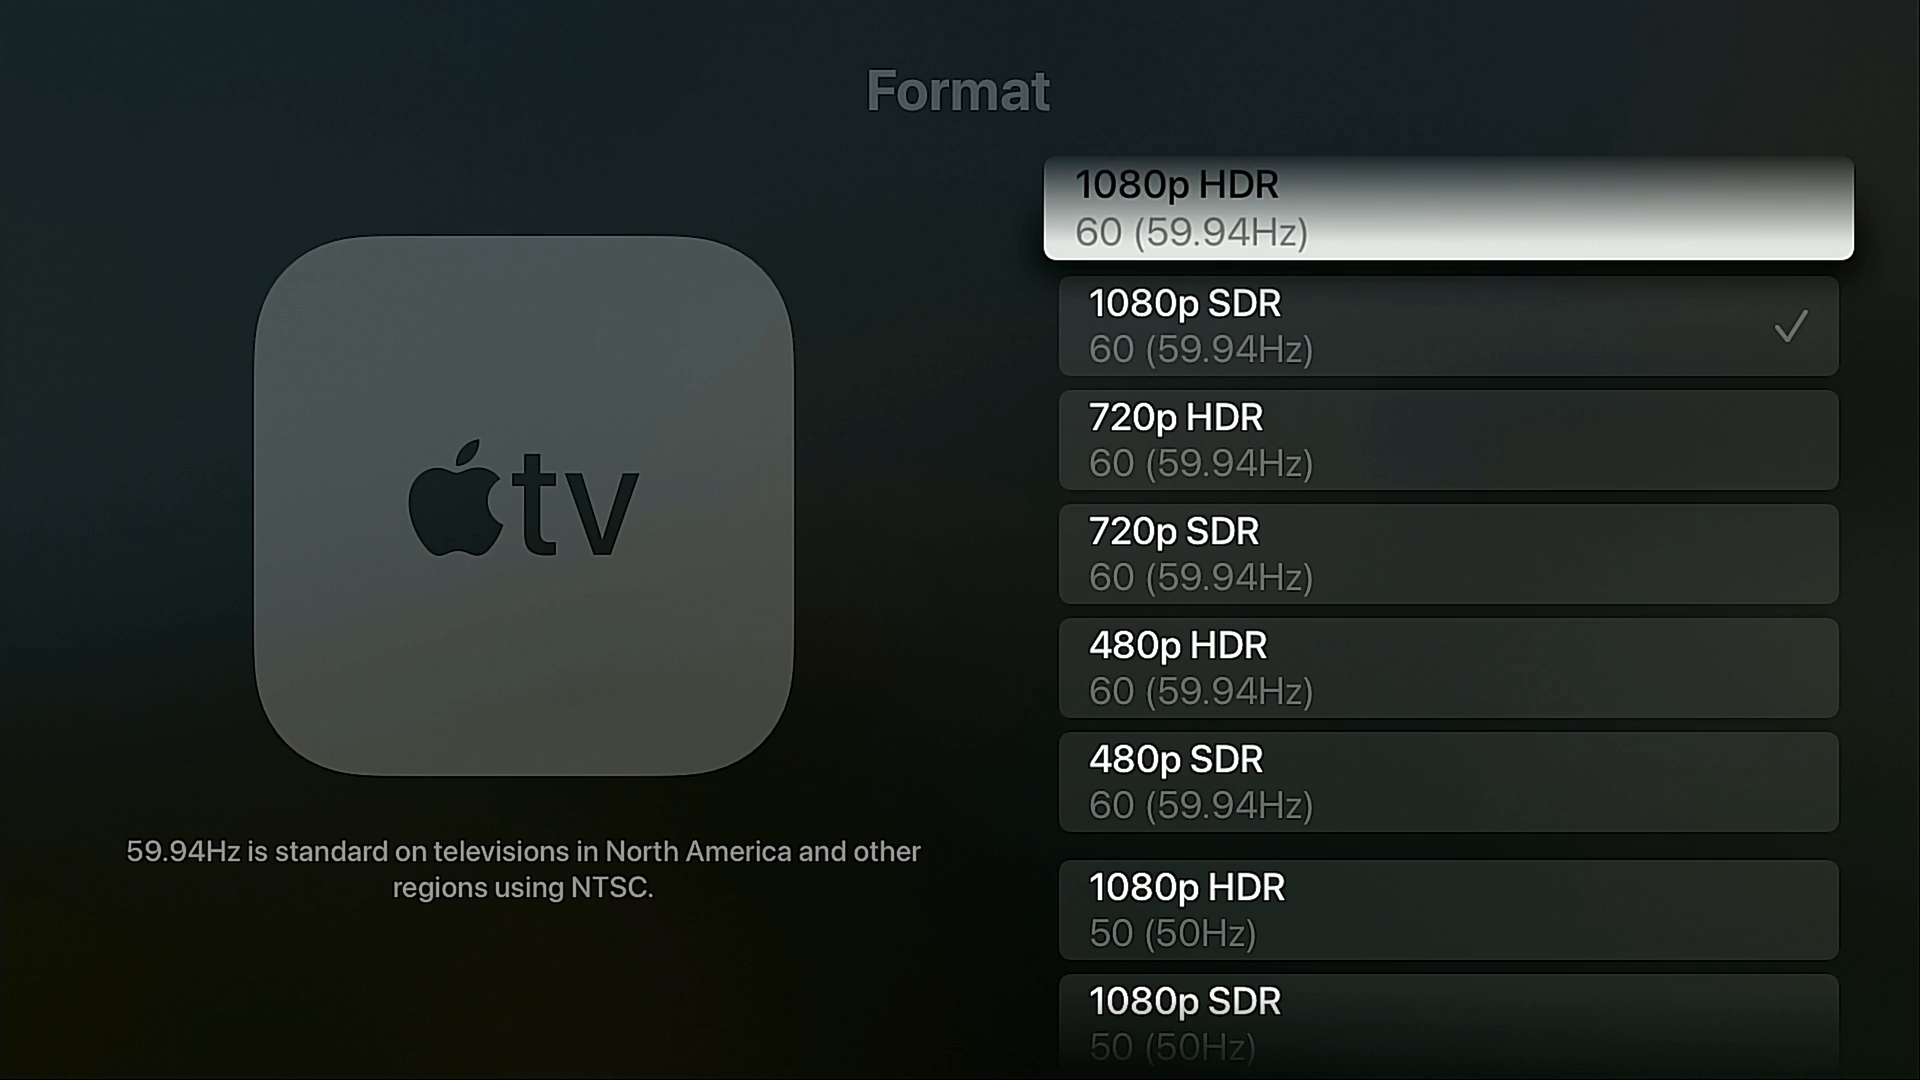 Format
1080p HDR
60 (59.94Hz)
1080p SDR
60 (59.94Hz)
720p HDR
60 (59.94Hz)
720p SDR
60 (59.94Hz)
480p HDR
60 (59.94Hz)
480p SDR
60 (59.94Hz)
1080p HDR
50 (50Hz)
1080p SDR
50 (50Hz)
tv
59.94Hz is standard on televisions in North America and other
regions using NTSC.